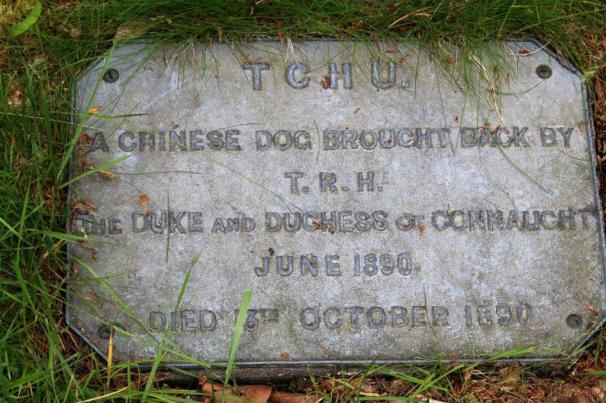 TCHU.
A CHINESE DOG BROUGHT BACK BY
T. R. H.
THE DUKE AND DUCHESS OF CONNAUGHT
JUNE 1890.
DIED 13TH OCTOBER 1890